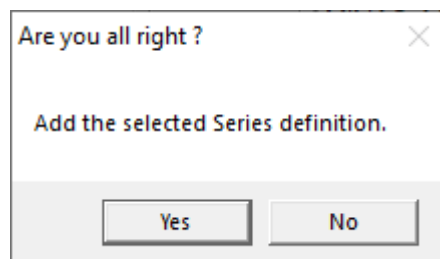 Are you all right ?
Add the selected Series definition.
Yes
No